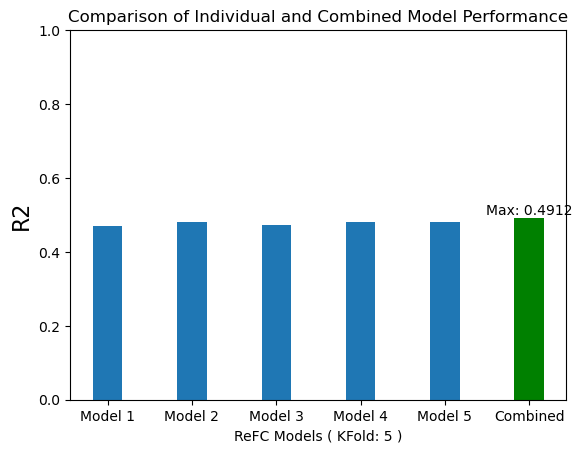 Comparison of Individual and Combined Model Performance
1.0
0.8
0.6
0.4
0.2
0.0
R2
Max: 0.4912
Model 1 Model 2 Model 3 Model 4 Model 5 Combined
ReFC Models ( KFold: 5 )